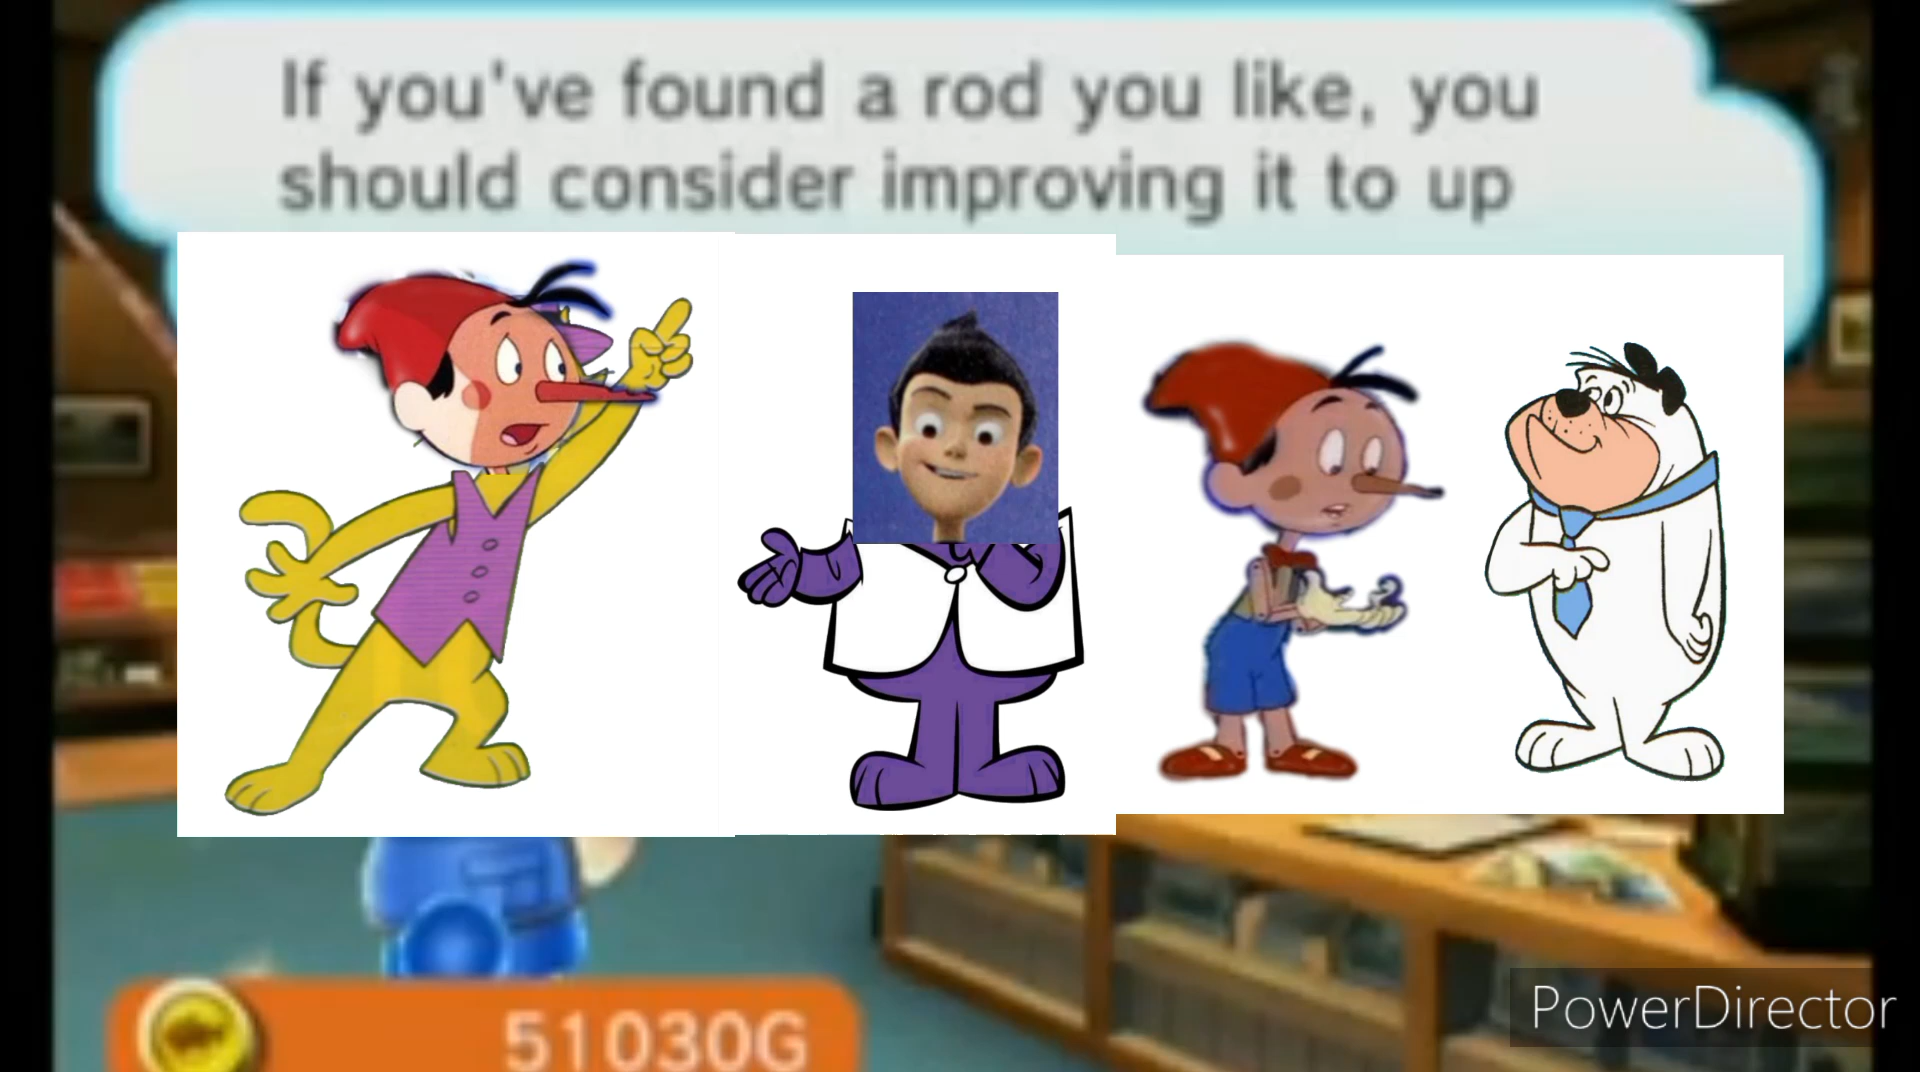 If you've found a rod you like, you
should consider improving it to up
51030G
PowerDirector